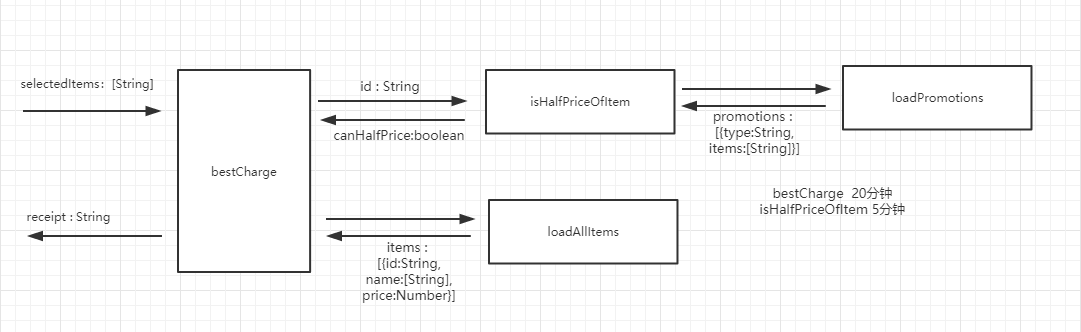 selectedItems: [String]
bestCharge
receipt : String
id : String
canHalfPrice:boolean
isHalfPriceOfItem
promotions :
[{type:String,
items:[String]}]
loadPromotions
items :
[{id:String,
name:[String],
price:Number}]
loadAllItems
bestCharge 20分钟
isHalfPriceOfItem 5分钟